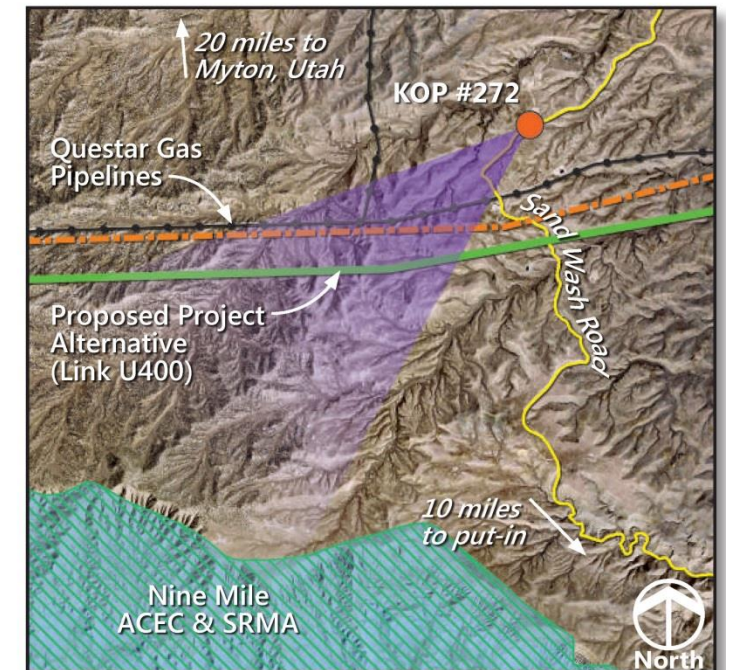 20 miles to
Myton, Utah
KOP #272
Questar Gas
Pipelines
Sand Wash Road
Proposed Project
Alternative
(Link U400)
10 miles
to put-in
Nine Mile
ACEC & SRMA
North